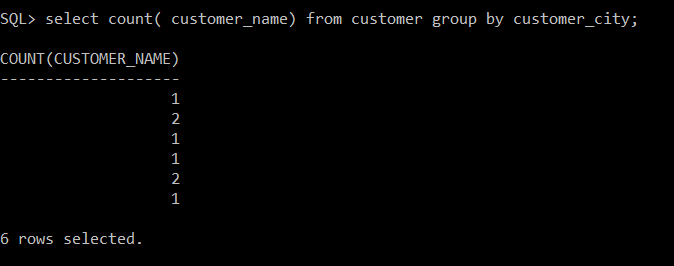 SQL> select count( customer_name) from customer group by customer_city;
COUNT(CUSTOMER_NAME)
--------------------
1
2
1
1
2
1
6 rows selected.